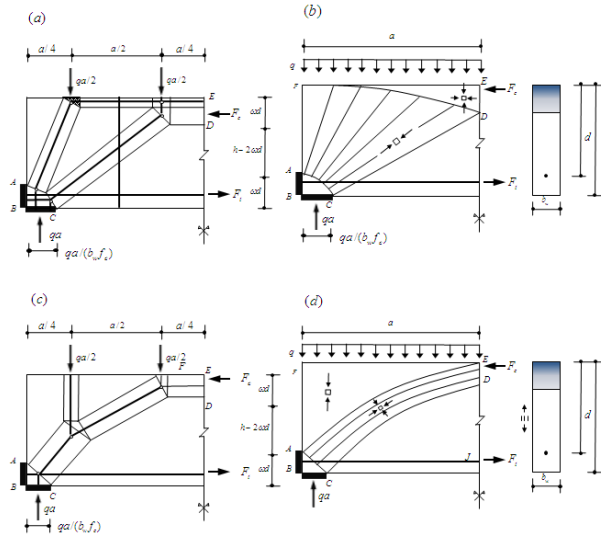 (a)
a/4 a/2 a/4
qa/2 qa/2
E
F_c ωd
D
h-2ωd
A
F_t ωd
B
C
qa
qa/(b_w f_c)
(b)
a
q
F
E
F_c
D
d
A
F_t
B
C
qa
b_w
qa/(b_w f_c)
(c)
a/4 a/2 a/4
qa/2 qa/2
F
E
F_c ωd
D
h-2ωd
A
F_t ωd
B
C
qa
qa/(b_w f_c)
(d)
a
q
F
E
F_c
D
d
A
J F_t
B
C
qa
b_w